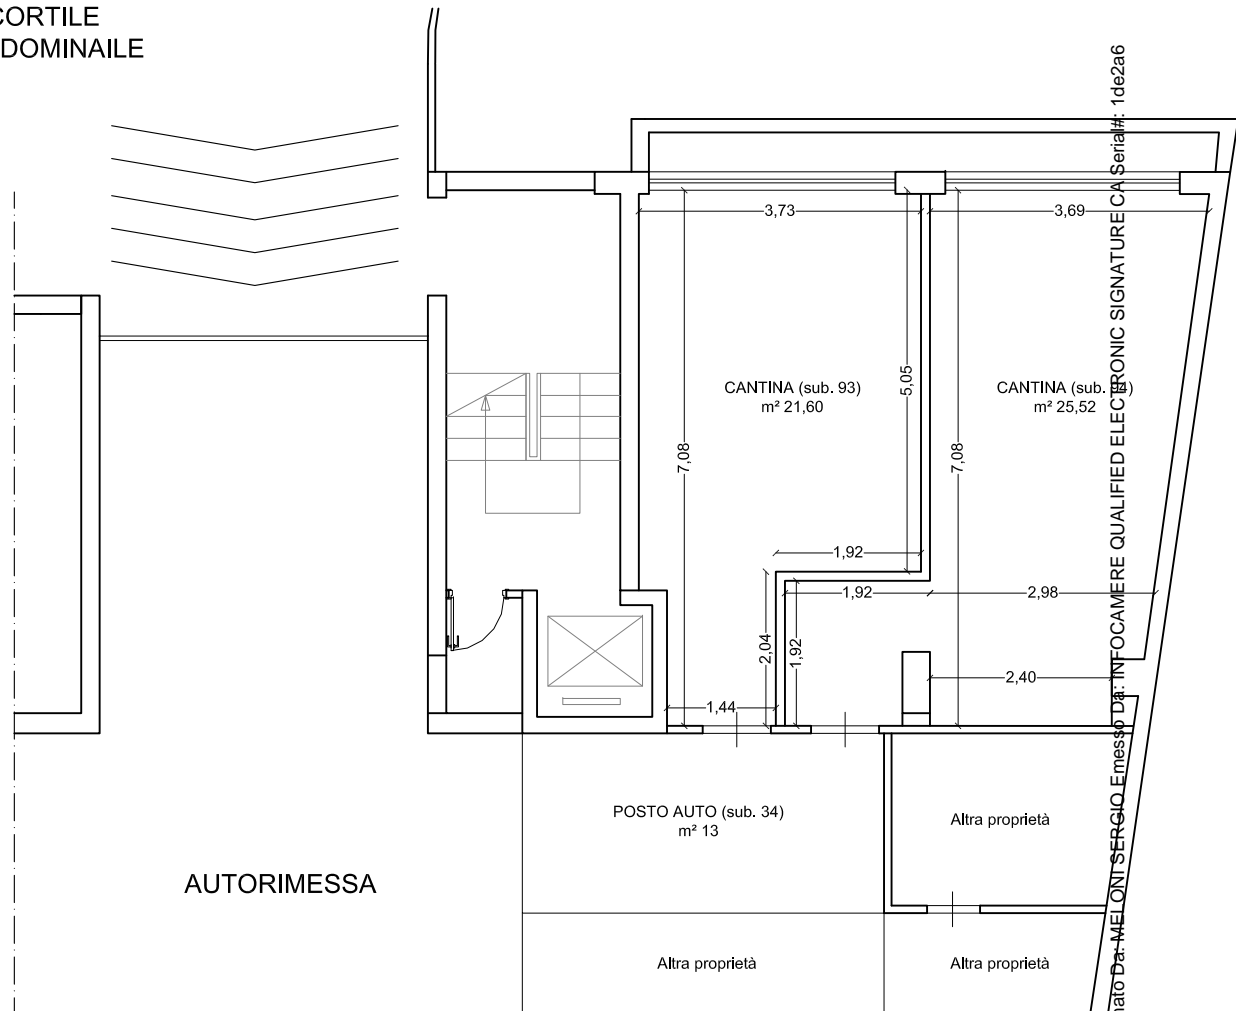 CORTILE
DOMINAILE
3,73
3,69
CANTINA (sub. 93)
m² 21,60
5,05
7,08
CANTINA (sub. 94)
m² 25,52
7,08
1,92
1,92
2,98
2,04
1,92
2,40
1,44
POSTO AUTO (sub. 34)
m² 13
Altra proprietà
AUTORIMESSA
Altra proprietà
Altra proprietà
nato Da: MELONI SERGIO Emesso Da: INFOCAMERE QUALIFIED ELECTRONIC SIGNATURE CA Serial#: 1de2a6